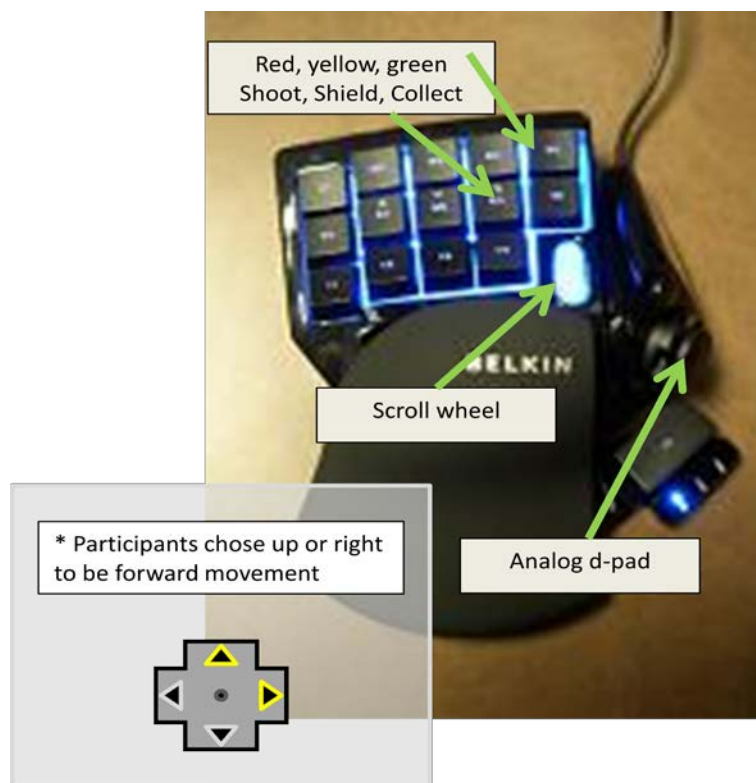 Red, yellow, green
Shoot, Shield, Collect
BELKIN
Scroll wheel
* Participants chose up or right
to be forward movement
Analog d-pad